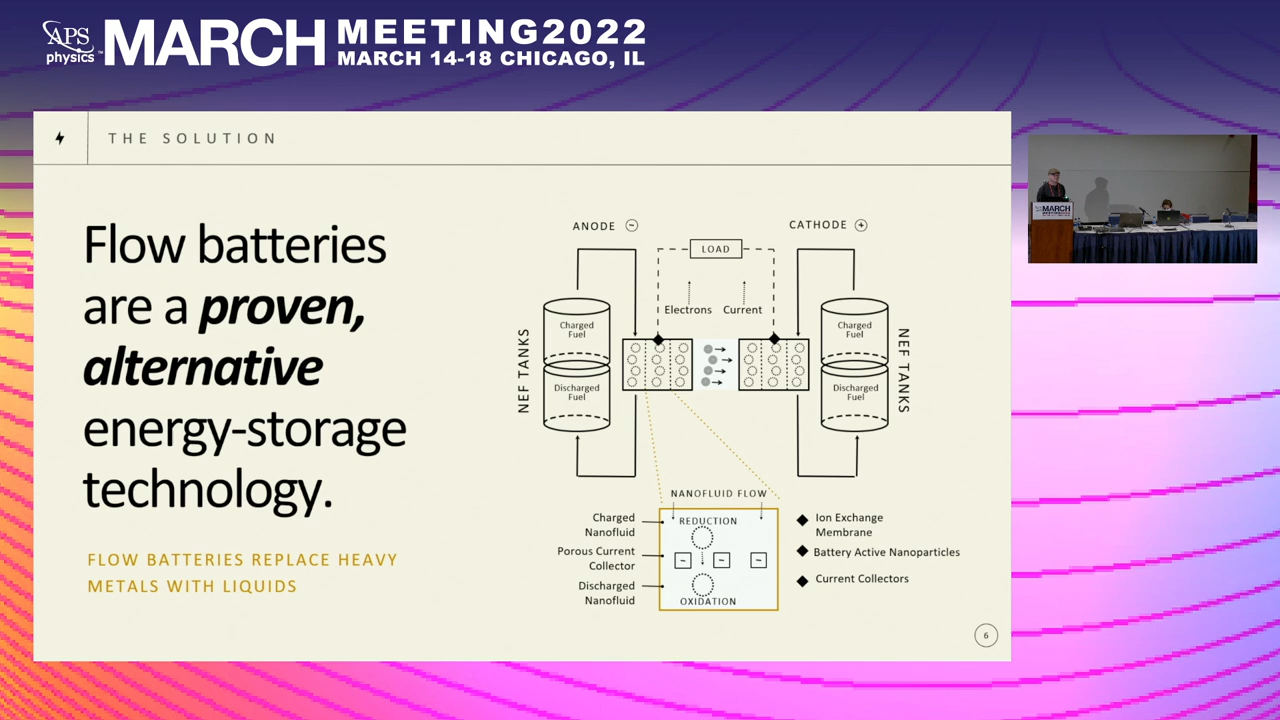 APS
physics
MARCH
MEETING2022
MARCH 14-18 CHICAGO, IL
THE SOLUTION
Flow batteries
are a proven,
alternative
energy-storage
technology.
FLOW BATTERIES REPLACE HEAVY
METALS WITH LIQUIDS
ANODE −
CATHODE +
LOAD
Electrons Current
Charged
Fuel
Discharged
Fuel
NEF TANKS
Charged
Fuel
Discharged
Fuel
NEF TANKS
NANOFLUID FLOW
REDUCTION
OXIDATION
Charged
Nanofluid
Porous Current
Collector
Discharged
Nanofluid
Ion Exchange
Membrane
Battery Active Nanoparticles
Current Collectors
6
MARCH